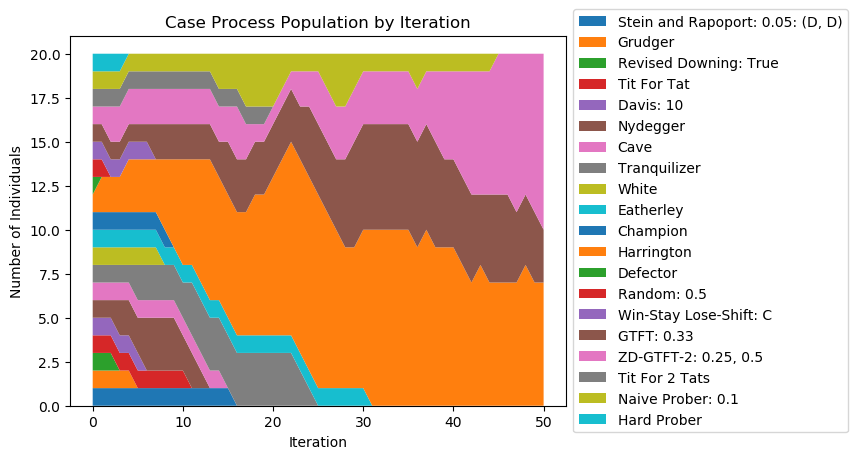 Case Process Population by Iteration
Number of Individuals
20.0
17.5
15.0
12.5
10.0
7.5
5.0
2.5
0.0
0 10 20 30 40 50
Iteration
Stein and Rapoport: 0.05: (D, D)
Grudger
Revised Downing: True
Tit For Tat
Davis: 10
Nydegger
Cave
Tranquilizer
White
Eatherley
Champion
Harrington
Defector
Random: 0.5
Win-Stay Lose-Shift: C
GTFT: 0.33
ZD-GTFT-2: 0.25, 0.5
Tit For 2 Tats
Naive Prober: 0.1
Hard Prober